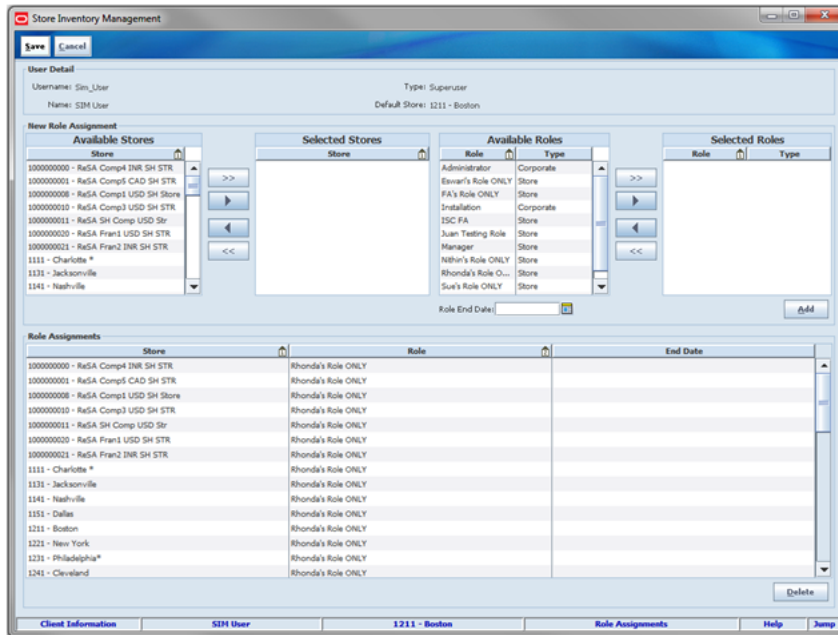 Store Inventory Management
Save Cancel
User Detail
Username: Sim_User Type: Superuser
Name: SIM User Default Store: 1211 - Boston
New Role Assignment
Available Stores Selected Stores Available Roles Selected Roles
Store Store Role Type Role Type
1000000000 - ReSA Comp4 INR SH STR Administrator Corporate
1000000001 - ReSA Comp5 CAD SH STR >> Eswari's Role ONLY Store >>
1000000008 - ReSA Comp1 USD SH Store FA's Role ONLY Store
1000000010 - ReSA Comp3 USD SH STR Installation Corporate
1000000011 - ReSA SH Comp USD Str ISC FA Store
1000000020 - ReSA Fran1 USD SH STR Juan Testing Role Store
1000000021 - ReSA Fran2 INR SH STR << Manager Store <<
1111 - Charlotte * Nithin's Role ONLY Store
1131 - Jacksonville Rhonda's Role O... Store
1141 - Nashville Sue's Role ONLY Store
Role End Date: Add
Role Assignments
Store Role End Date
1000000000 - ReSA Comp4 INR SH STR Rhonda's Role ONLY
1000000001 - ReSA Comp5 CAD SH STR Rhonda's Role ONLY
1000000008 - ReSA Comp1 USD SH Store Rhonda's Role ONLY
1000000010 - ReSA Comp3 USD SH STR Rhonda's Role ONLY
1000000011 - ReSA SH Comp USD Str Rhonda's Role ONLY
1000000020 - ReSA Fran1 USD SH STR Rhonda's Role ONLY
1000000021 - ReSA Fran2 INR SH STR Rhonda's Role ONLY
1111 - Charlotte * Rhonda's Role ONLY
1131 - Jacksonville Rhonda's Role ONLY
1141 - Nashville Rhonda's Role ONLY
1151 - Dallas Rhonda's Role ONLY
1211 - Boston Rhonda's Role ONLY
1221 - New York Rhonda's Role ONLY
1231 - Philadelphia* Rhonda's Role ONLY
1241 - Cleveland Rhonda's Role ONLY
Delete
Client Information SIM User 1211 - Boston Role Assignments Help Jump